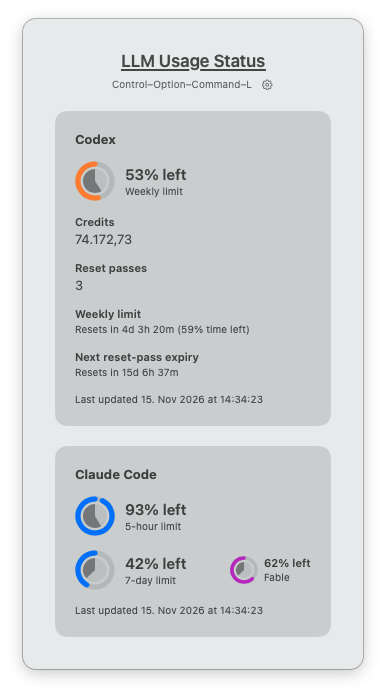 LLM Usage Status
Control–Option–Command–L
Codex
53% left
Weekly limit
Credits
74.172,73
Reset passes
3
Weekly limit
Resets in 4d 3h 20m (59% time left)
Next reset-pass expiry
Resets in 15d 6h 37m
Last updated 15. Nov 2026 at 14:34:23
Claude Code
93% left
5-hour limit
42% left
7-day limit
62% left
Fable
Last updated 15. Nov 2026 at 14:34:23